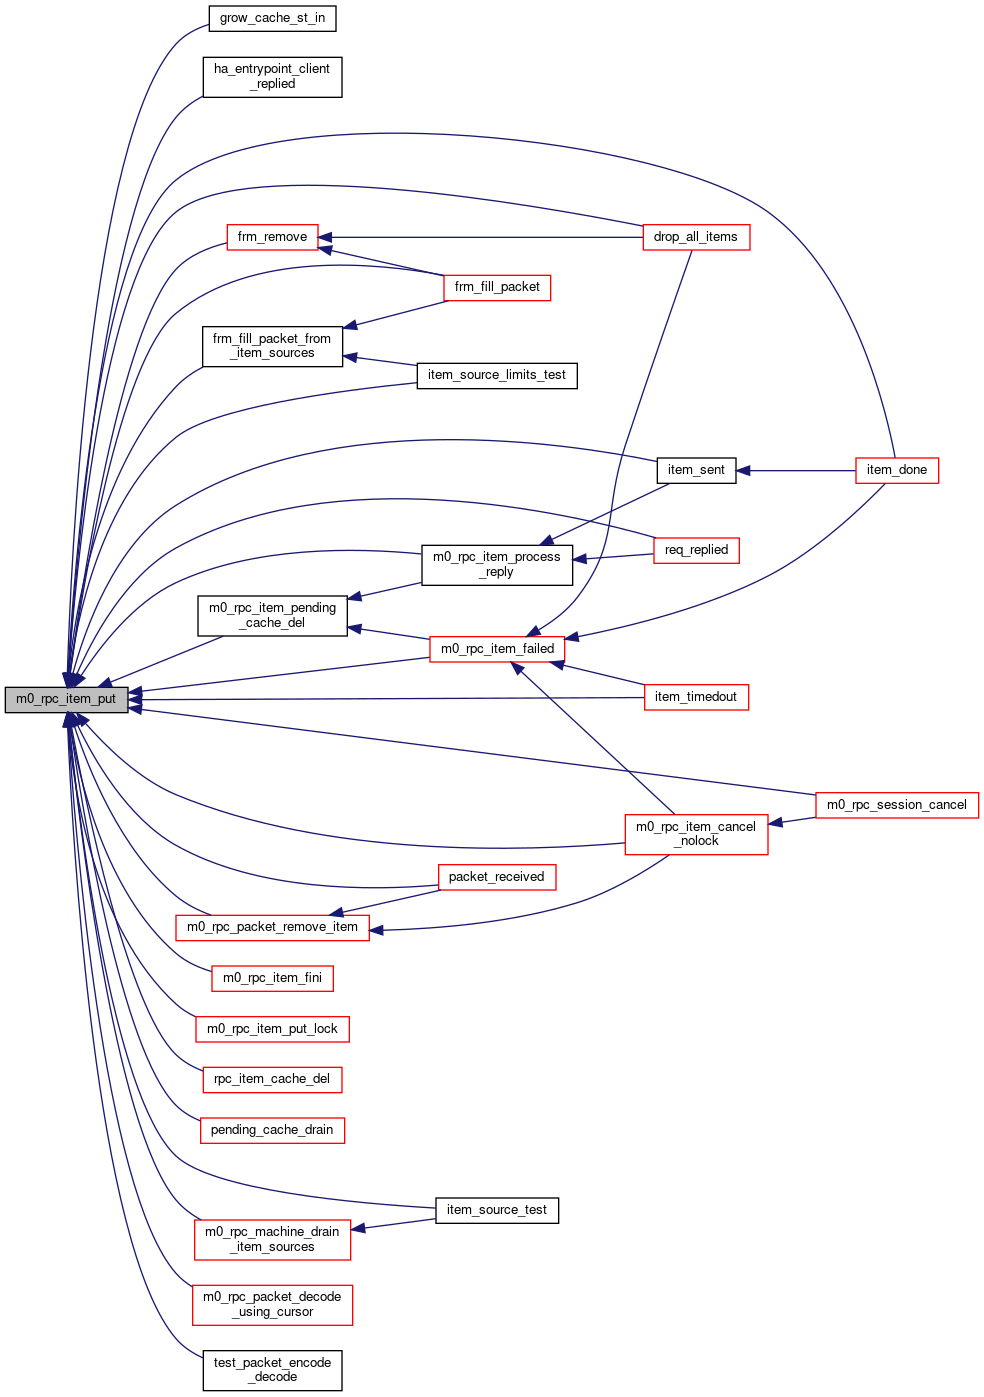 grow_cache_st_in
ha_entrypoint_client
_replied
frm_remove
drop_all_items
frm_fill_packet
frm_fill_packet_from
_item_sources
item_source_limits_test
item_sent
item_done
req_replied
m0_rpc_item_process
_reply
m0_rpc_item_pending
_cache_del
m0_rpc_item_failed
m0_rpc_item_put
item_timedout
m0_rpc_session_cancel
m0_rpc_item_cancel
_nolock
packet_received
m0_rpc_packet_remove_item
m0_rpc_item_fini
m0_rpc_item_put_lock
rpc_item_cache_del
pending_cache_drain
item_source_test
m0_rpc_machine_drain
_item_sources
m0_rpc_packet_decode
_using_cursor
test_packet_encode
_decode